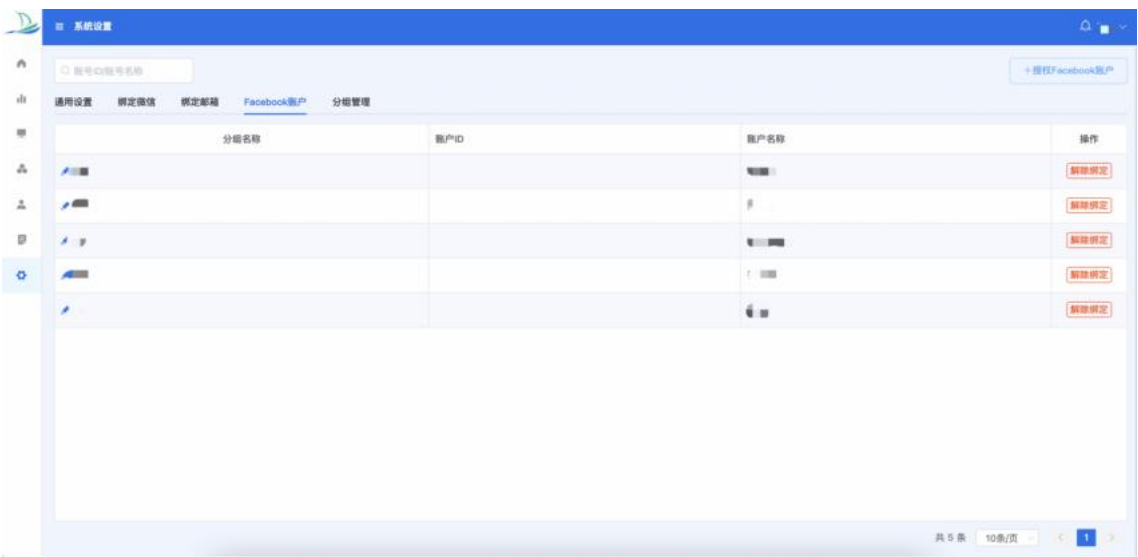 系统设置
账号ID/账号名称
+授权Facebook账户
通用设置 绑定微信 绑定邮箱 Facebook账户 分组管理
分组名称 账户ID 账户名称 操作
解除绑定
解除绑定
解除绑定
解除绑定
解除绑定
共 5 条 10条/页 1